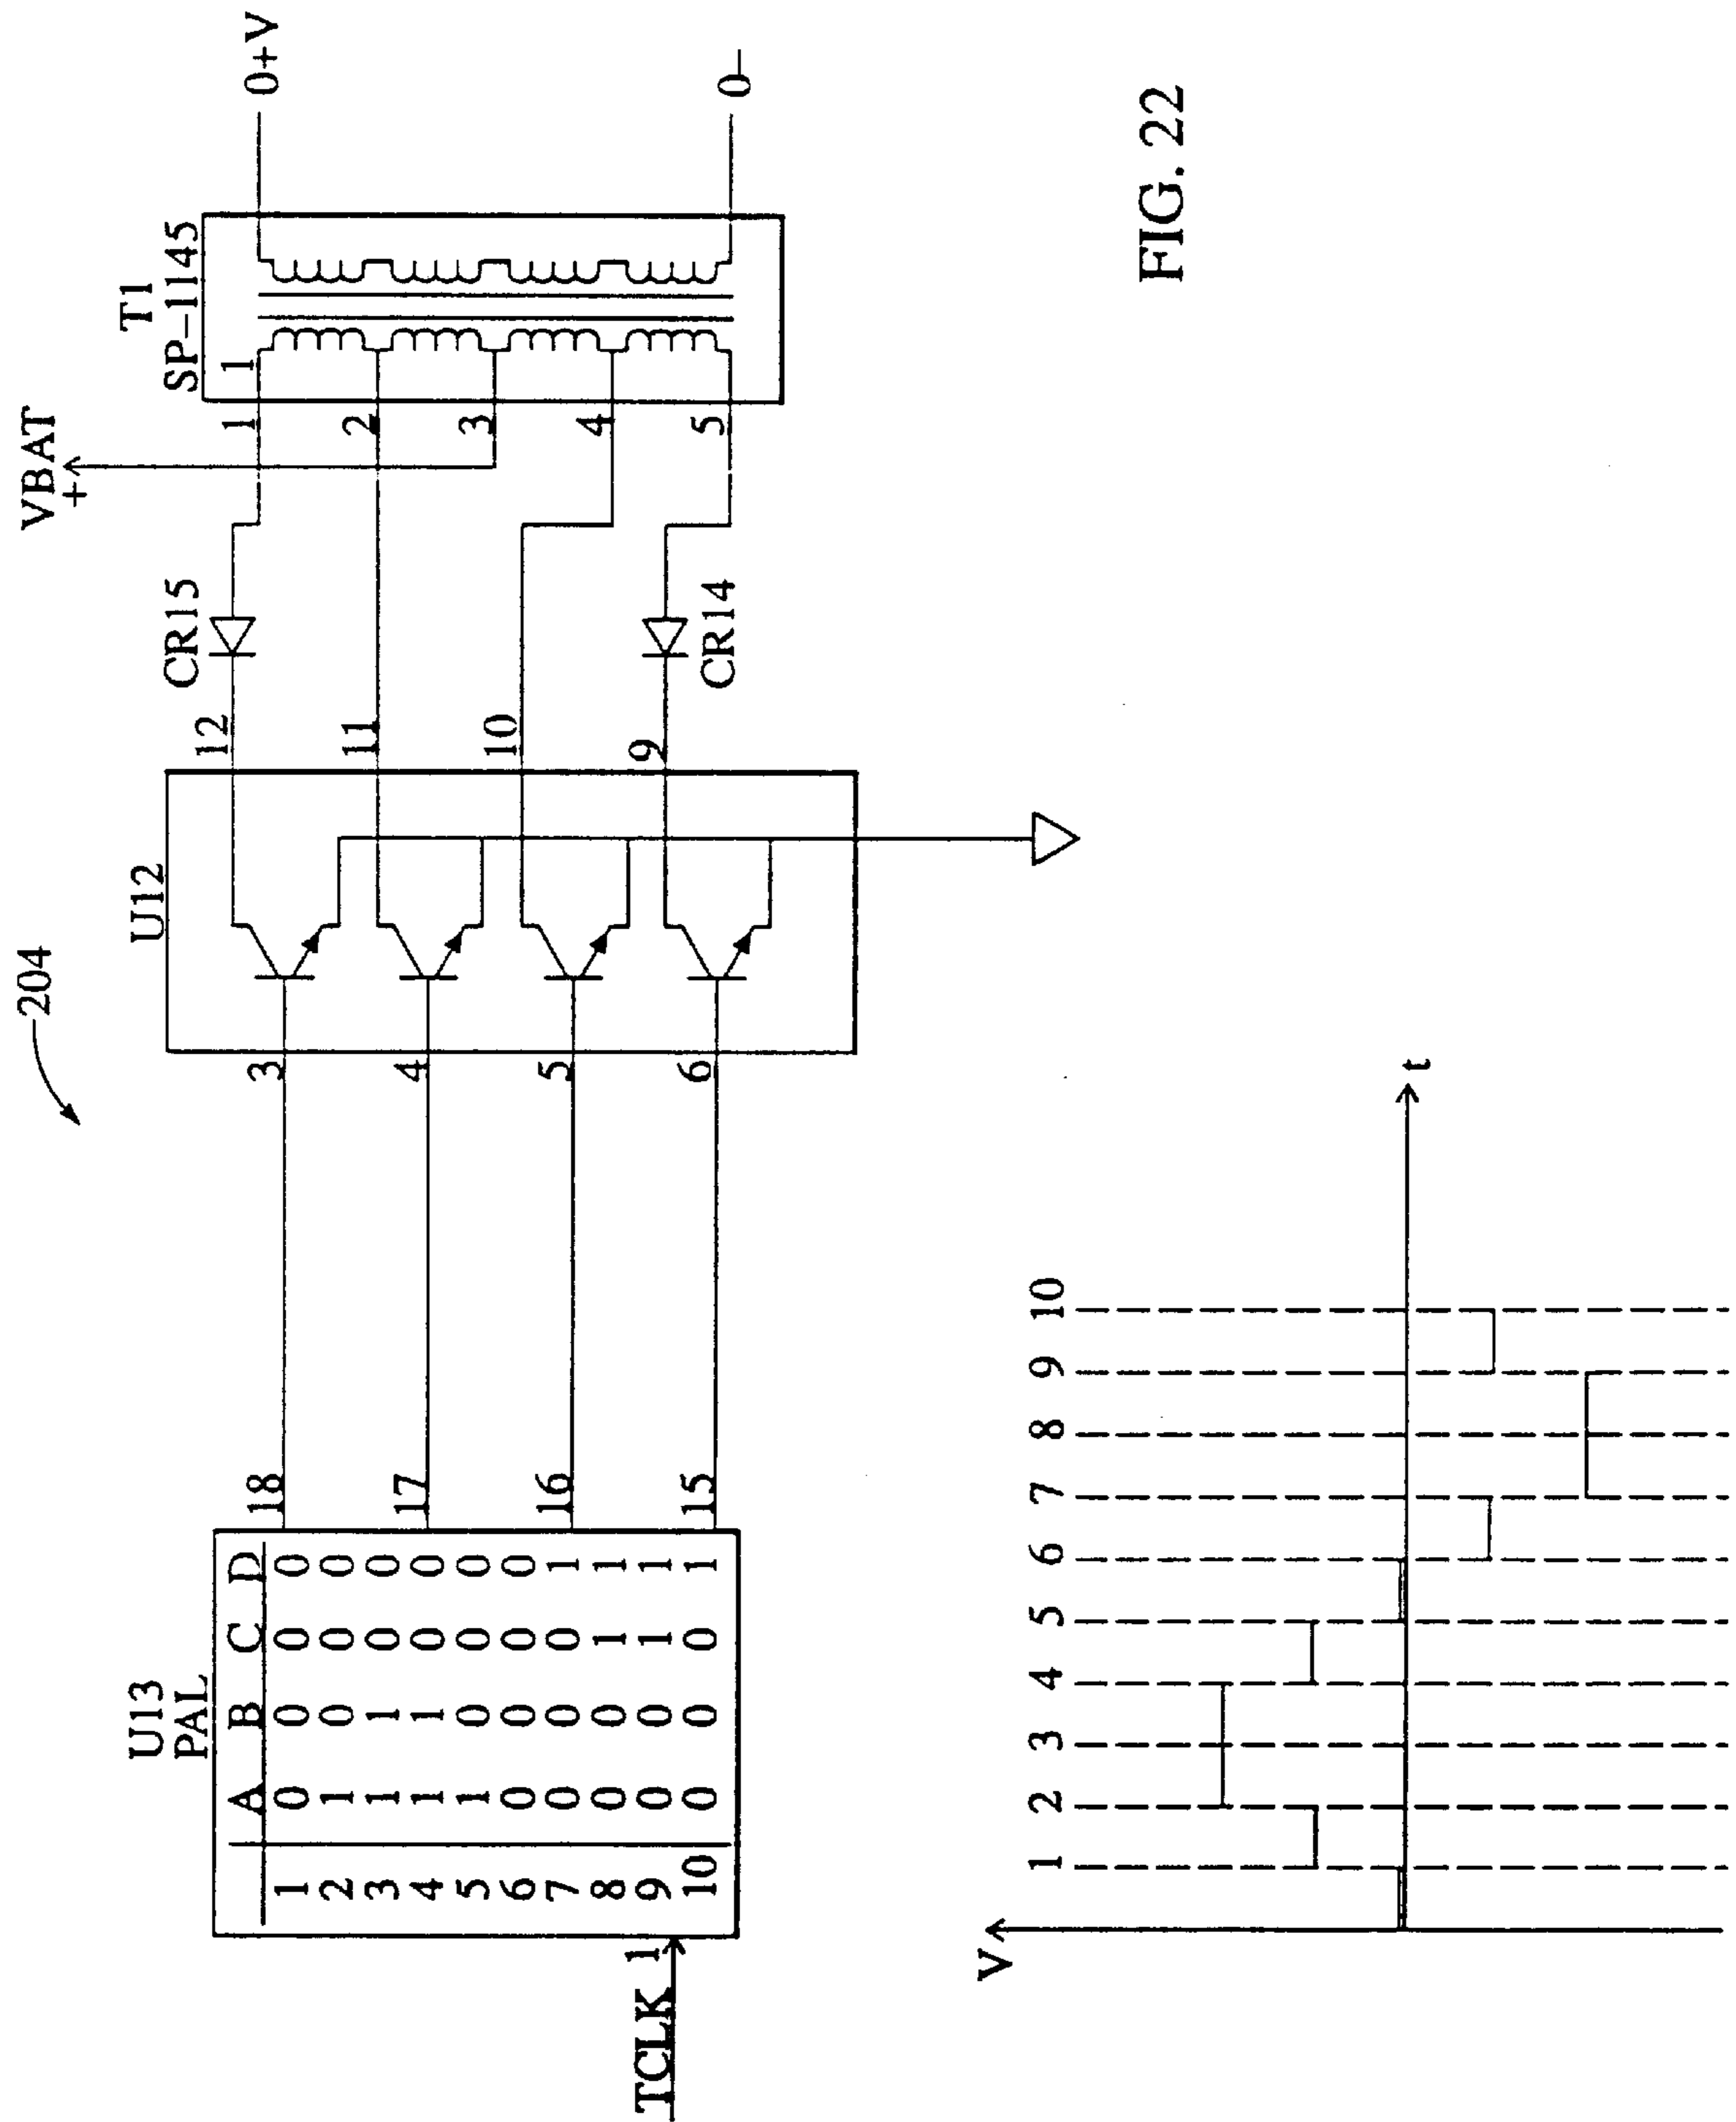 204
U13
PAL
A B C D
1 0 0 0 0
2 1 0 0 0
3 1 1 0 0
4 1 1 0 0
5 1 0 0 0
6 0 0 0 0
7 0 0 0 1
8 0 0 1 1
9 0 0 1 1
10 0 0 0 1
TCLK 1
18
17
16
15
U12
3
4
5
6
12
11
10
9
CR15
CR14
VBAT
+
T1
SP-1145
1
1
2
3
4
5
0+V
0-
V
1 2 3 4 5 6 7 8 9 10
t
FIG. 22